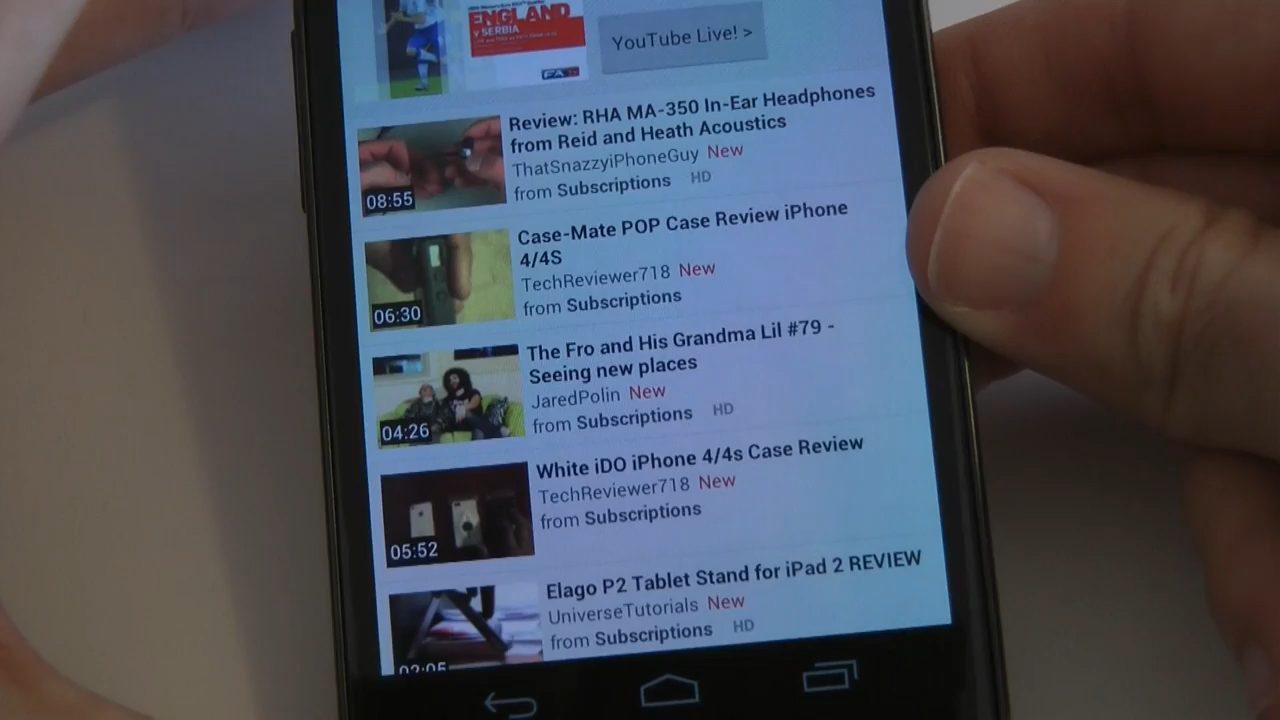 ENGLAND
v SERBIA
FATV
YouTube Live! >
Review: RHA MA-350 In-Ear Headphones
from Reid and Heath Acoustics
ThatSnazzyiPhoneGuy New
from Subscriptions HD
08:55
Case-Mate POP Case Review iPhone
4/4S
TechReviewer718 New
from Subscriptions
06:30
The Fro and His Grandma Lil #79 -
Seeing new places
JaredPolin New
from Subscriptions HD
04:26
White iDO iPhone 4/4s Case Review
TechReviewer718 New
from Subscriptions
05:52
Elago P2 Tablet Stand for iPad 2 REVIEW
UniverseTutorials New
from Subscriptions HD
02:05